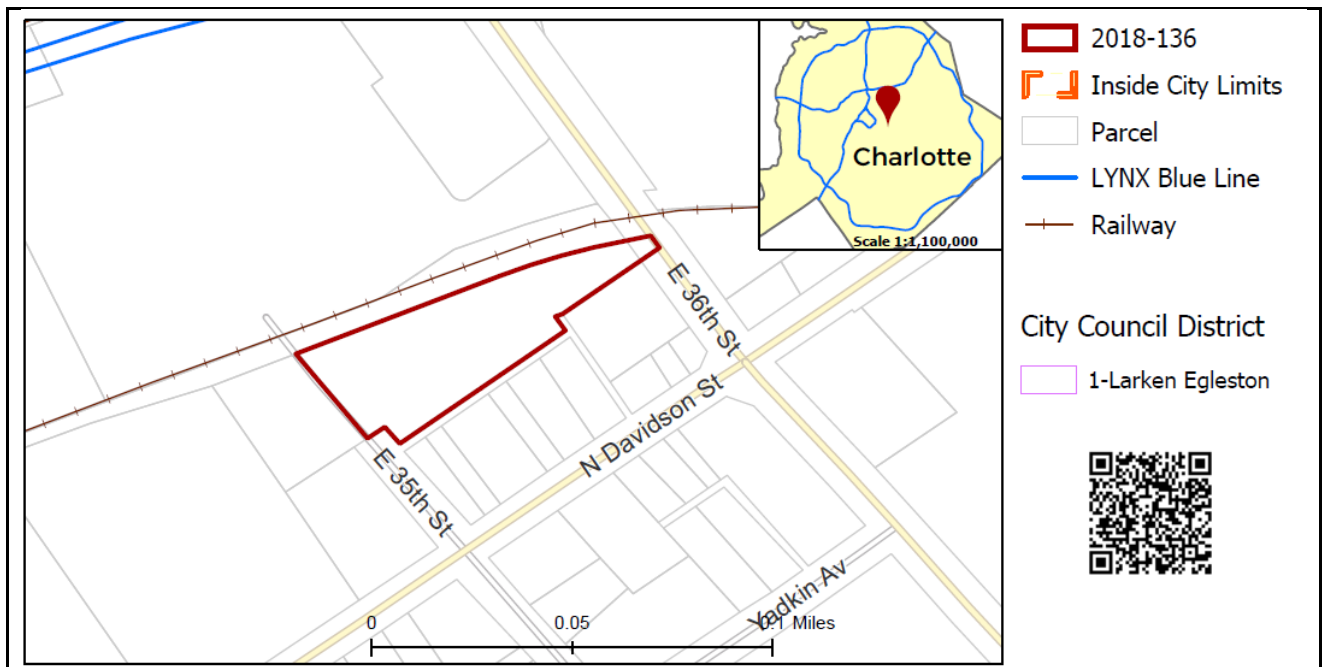 Charlotte
Scale 1:1,100,000
E 36th St
N Davidson St
E 35th St
Yadkin Av
0
0.05
0.1 Miles
2018-136
Inside City Limits
Parcel
LYNX Blue Line
Railway
City Council District
1-Larken Egleston